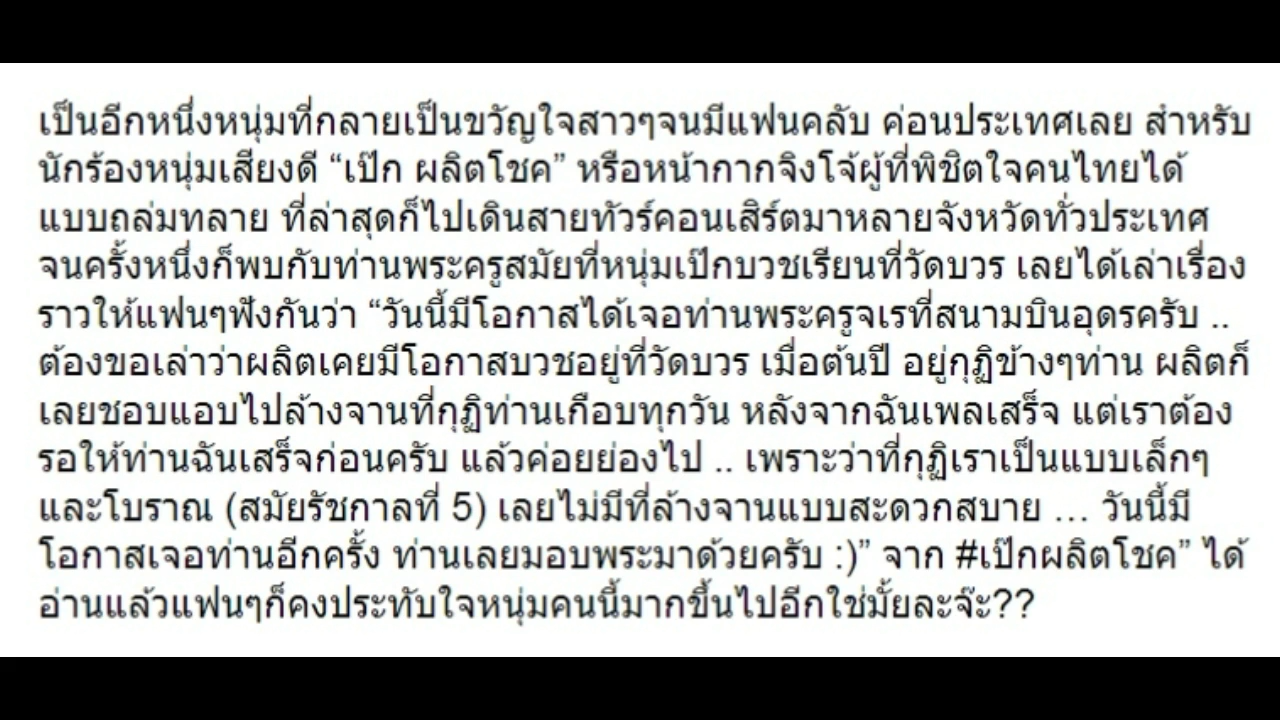 เป็นอีกหนึ่งหนุ่มที่กลายเป็นขวัญใจสาวๆจนมีแฟนคลับ ค่อนประเทศเลย สำหรับ
นักร้องหนุ่มเสียงดี “เป๊ก ผลิตโชค” หรือหน้ากากจิงโจ้ผู้ที่พิชิตใจคนไทยได้
แบบถล่มทลาย ที่ล่าสุดก็ไปเดินสายทัวร์คอนเสิร์ตมาหลายจังหวัดทั่วประเทศ
จนครั้งหนึ่งก็พบกับท่านพระครูสมัยที่หนุ่มเป๊กบวชเรียนที่วัดบวร เลยได้เล่าเรื่อง
ราวให้แฟนๆฟังกันว่า “วันนี้มีโอกาสได้เจอท่านพระครูจเรที่สนามบินอุดรครับ ..
ต้องขอเล่าว่าผลิตเคยมีโอกาสบวชอยู่ที่วัดบวร เมื่อต้นปี อยู่กุฏิข้างๆท่าน ผลิตก็
เลยชอบแอบไปล้างจานที่กุฏิท่านเกือบทุกวัน หลังจากฉันเพลเสร็จ แต่เราต้อง
รอให้ท่านฉันเสร็จก่อนครับ แล้วค่อยย่องไป .. เพราะว่าที่กุฏิเราเป็นแบบเล็กๆ
และโบราณ (สมัยรัชกาลที่ 5) เลยไม่มีที่ล้างจานแบบสะดวกสบาย ... วันนี้มี
โอกาสเจอท่านอีกครั้ง ท่านเลยมอบพระมาด้วยครับ :)” จาก #เป๊กผลิตโชค” ได้
อ่านแล้วแฟนๆก็คงประทับใจหนุ่มคนนี้มากขึ้นไปอีกใช่มั้ยละจ๊ะ??